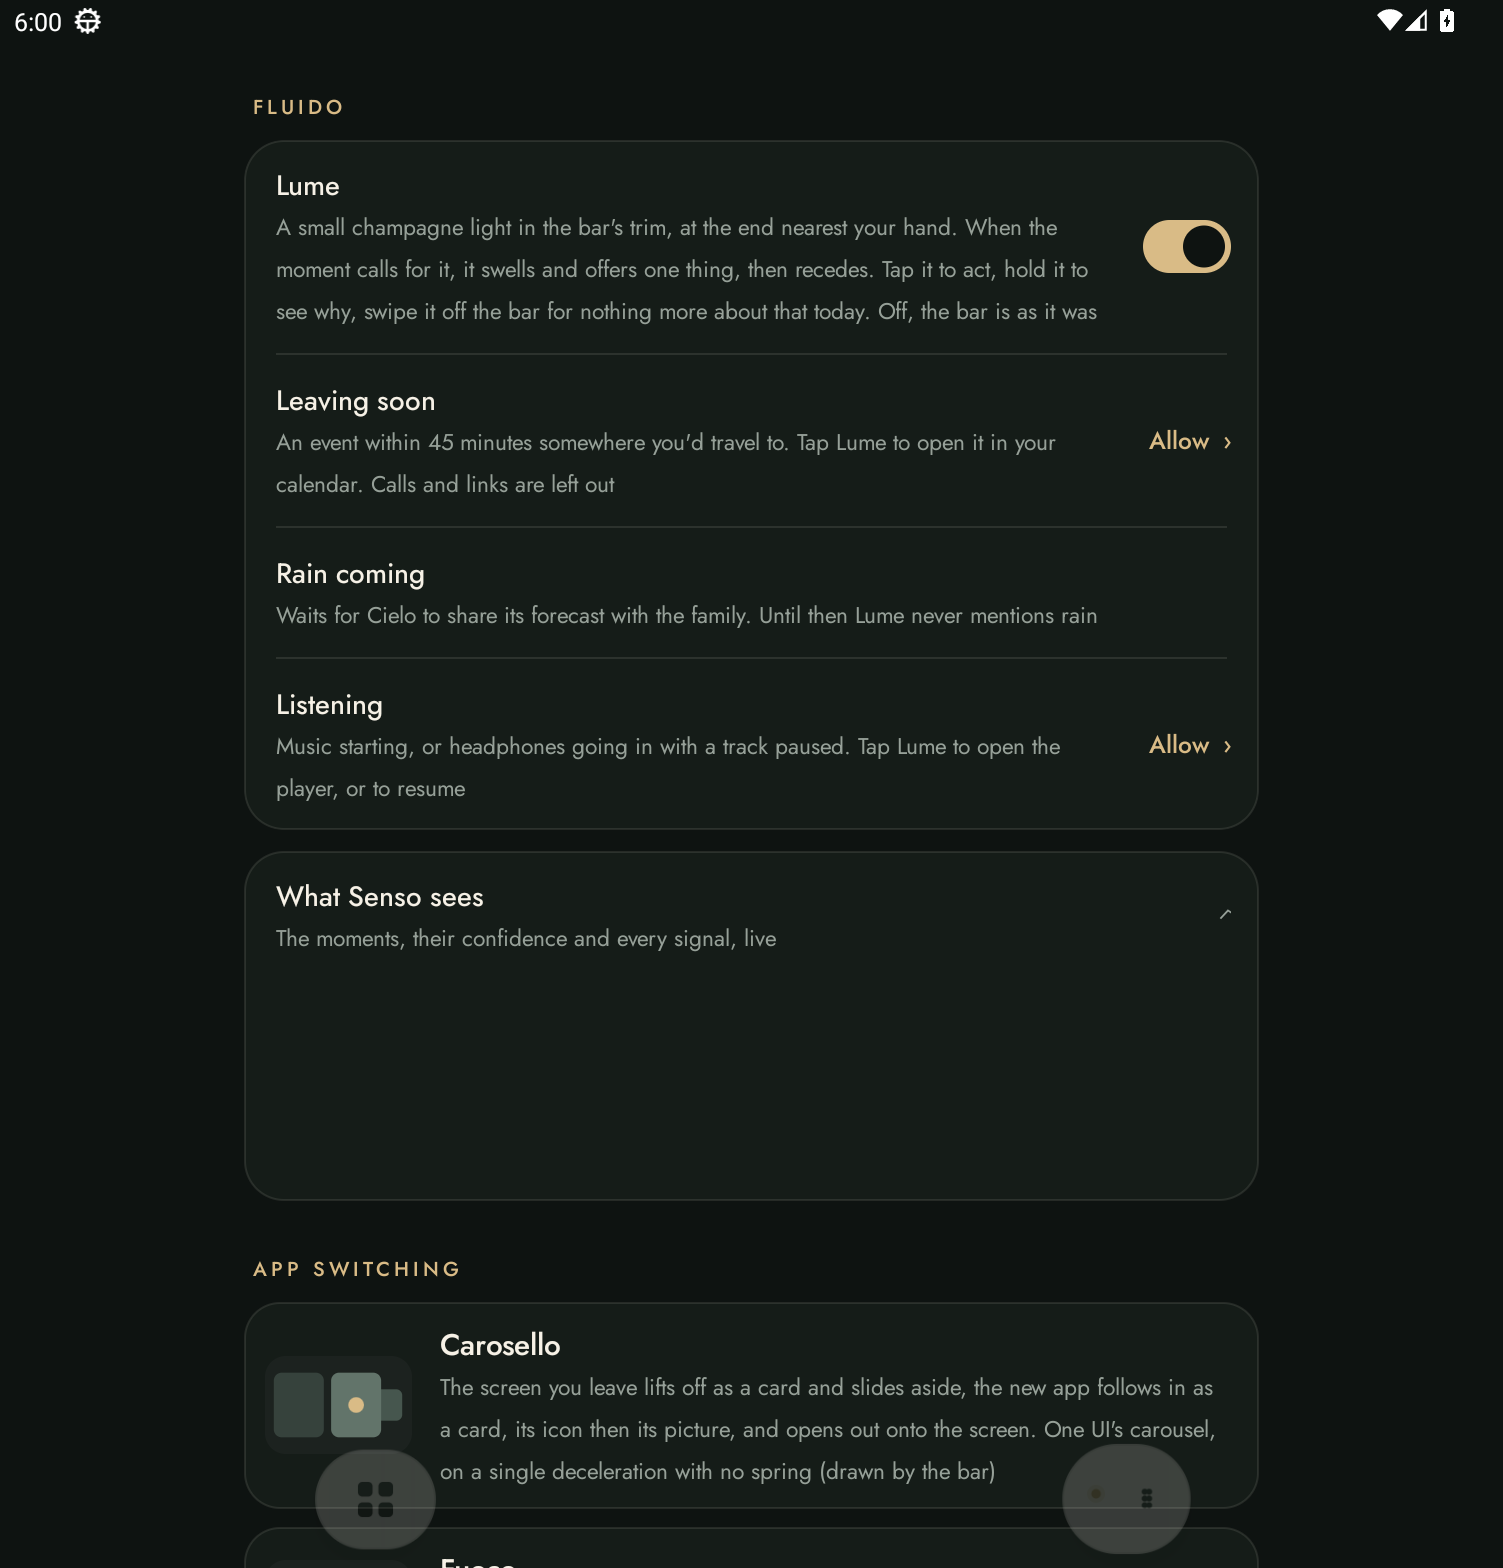 6:00
FLUIDO
Lume
A small champagne light in the bar's trim, at the end nearest your hand. When the
moment calls for it, it swells and offers one thing, then recedes. Tap it to act, hold it to
see why, swipe it off the bar for nothing more about that today. Off, the bar is as it was
Leaving soon
An event within 45 minutes somewhere you'd travel to. Tap Lume to open it in your
calendar. Calls and links are left out
Allow ›
Rain coming
Waits for Cielo to share its forecast with the family. Until then Lume never mentions rain
Listening
Music starting, or headphones going in with a track paused. Tap Lume to open the
player, or to resume
Allow ›
What Senso sees
The moments, their confidence and every signal, live
APP SWITCHING
Carosello
The screen you leave lifts off as a card and slides aside, the new app follows in as
a card, its icon then its picture, and opens out onto the screen. One UI's carousel,
on a single deceleration with no spring (drawn by the bar)